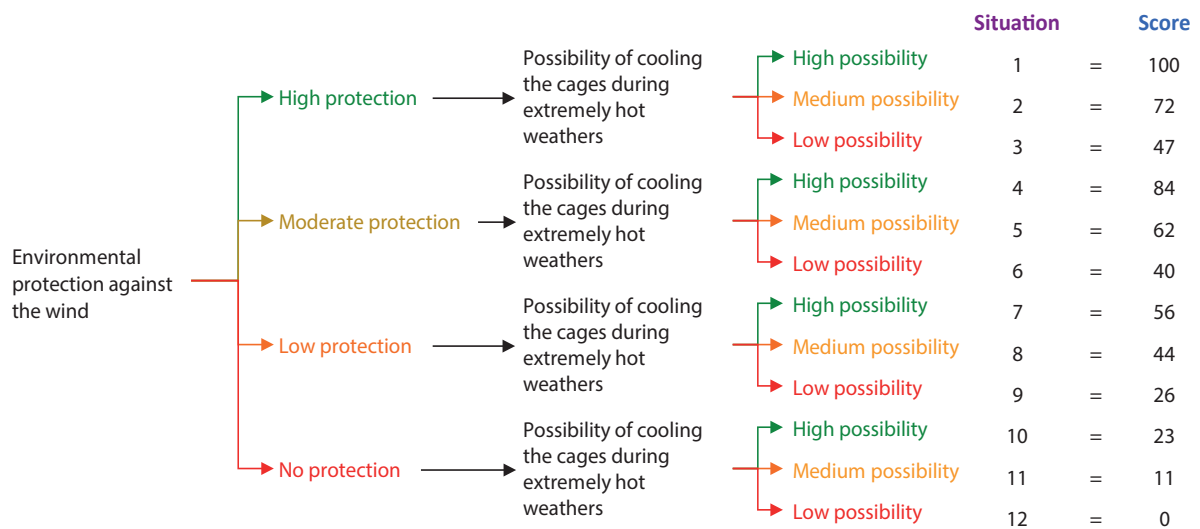 Situation Score
Environmental
protection against
the wind
High protection
Possibility of cooling
the cages during
extremely hot
weathers
High possibility 1 = 100
Medium possibility 2 = 72
Low possibility 3 = 47
Moderate protection
Possibility of cooling
the cages during
extremely hot
weathers
High possibility 4 = 84
Medium possibility 5 = 62
Low possibility 6 = 40
Low protection
Possibility of cooling
the cages during
extremely hot
weathers
High possibility 7 = 56
Medium possibility 8 = 44
Low possibility 9 = 26
No protection
Possibility of cooling
the cages during
extremely hot
weathers
High possibility 10 = 23
Medium possibility 11 = 11
Low possibility 12 = 0